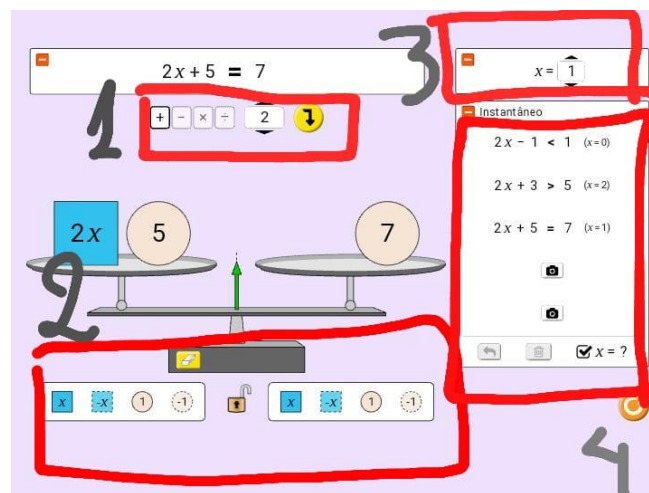 3
2x + 5 = 7
x = 1
1
+ − × ÷ 2
Instantâneo
2x − 1 < 1 (x=0)
2x + 3 > 5 (x=2)
2x + 5 = 7 (x=1)
2x 5 7
2
x = ?
x -x 1 -1 x -x 1 -1
4